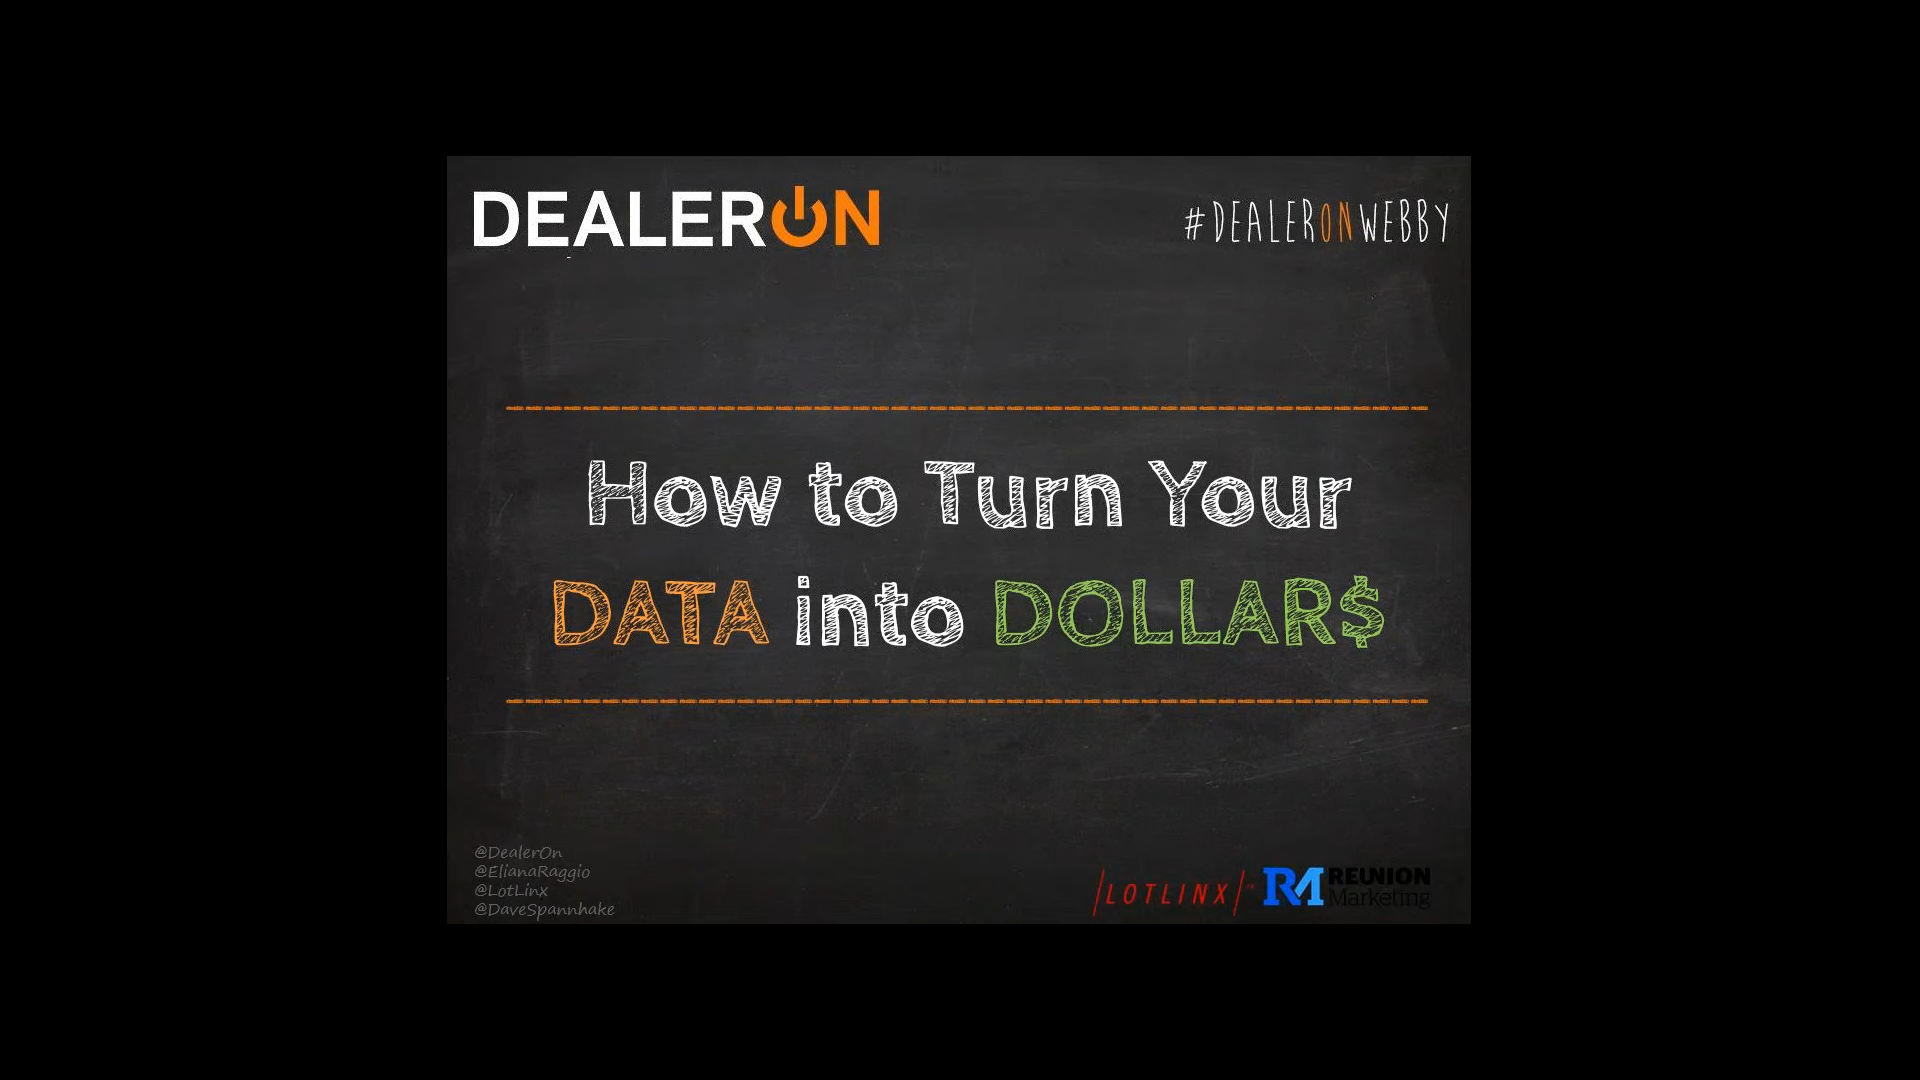 DEALERON
#DEALERONWEBBY
How to Turn Your
DATA into DOLLAR$
@DealerOn
@ElianaRaggio
@LotLinx
@DaveSpannhake
|LOTLINX|
RM REUNION
Marketing